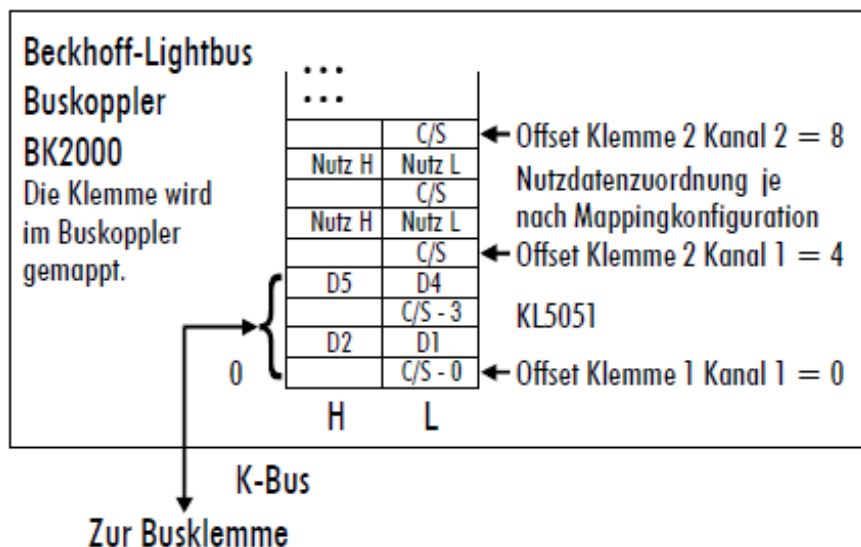 Beckhoff-Lightbus
Buskoppler
BK2000
Die Klemme wird
im Buskoppler
gemappt.
...
...
C/S
Offset Klemme 2 Kanal 2 = 8
Nutz H Nutz L
Nutzdatenzuordnung je
C/S
nach Mappingkonfiguration
Nutz H Nutz L
C/S
Offset Klemme 2 Kanal 1 = 4
D5 D4
C/S - 3
KL5051
D2 D1
0
C/S - 0
Offset Klemme 1 Kanal 1 = 0
H L
K-Bus
Zur Busklemme